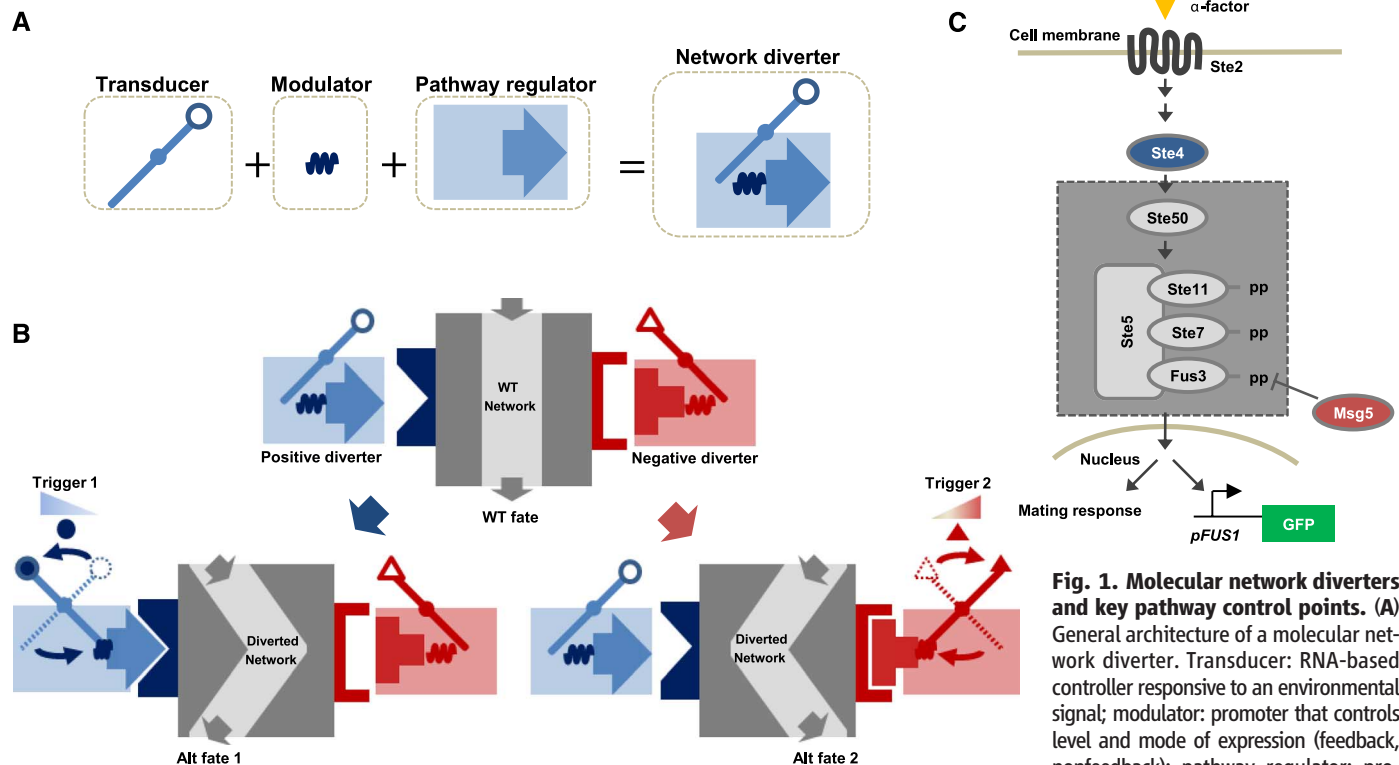 A
Transducer
Modulator
Pathway regulator
Network diverter
+
+
=
B
WT
Network
Positive diverter
Negative diverter
WT fate
Trigger 1
Trigger 2
Diverted
Network
Diverted
Network
Alt fate 1
Alt fate 2
C
α-factor
Cell membrane
Ste2
Ste4
Ste50
Ste5
Ste11
pp
Ste7
pp
Fus3
pp
Msg5
Nucleus
Mating response
pFUS1
GFP
Fig. 1. Molecular network diverters
and key pathway control points. (A)
General architecture of a molecular net-
work diverter. Transducer: RNA-based
controller responsive to an environmental
signal; modulator: promoter that controls
level and mode of expression (feedback,
nonfeedback); pathway regulator: pro-